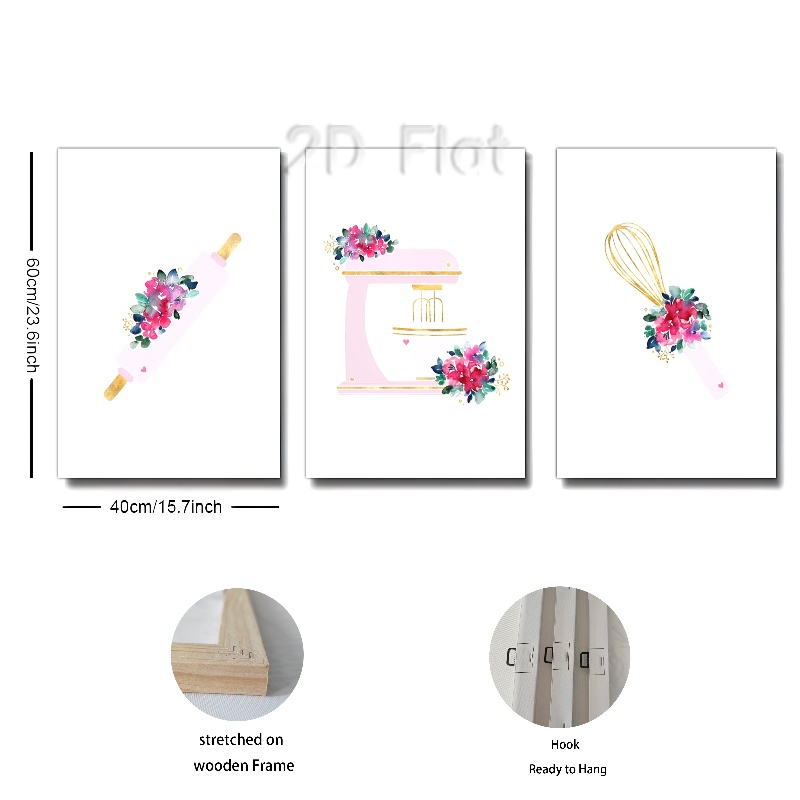 2D Flat
60cm/23.6inch
40cm/15.7inch
stretched on
wooden Frame
Hook
Ready to Hang